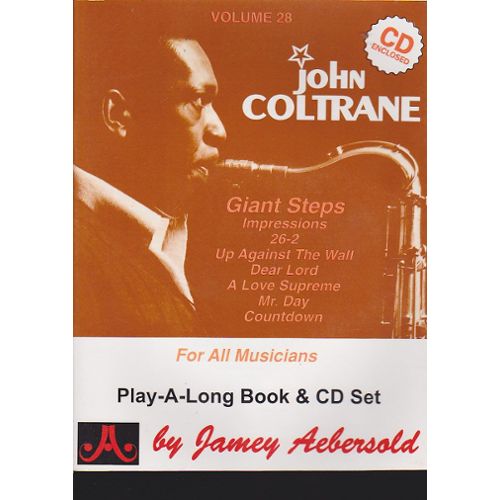 VOLUME 28
CD
ENCLOSED
John
COLTRANE
Giant Steps
Impressions
26-2
Up Against The Wall
Dear Lord
A Love Supreme
Mr. Day
Countdown
For All Musicians
Play-A-Long Book & CD Set
JA by Jamey Aebersold